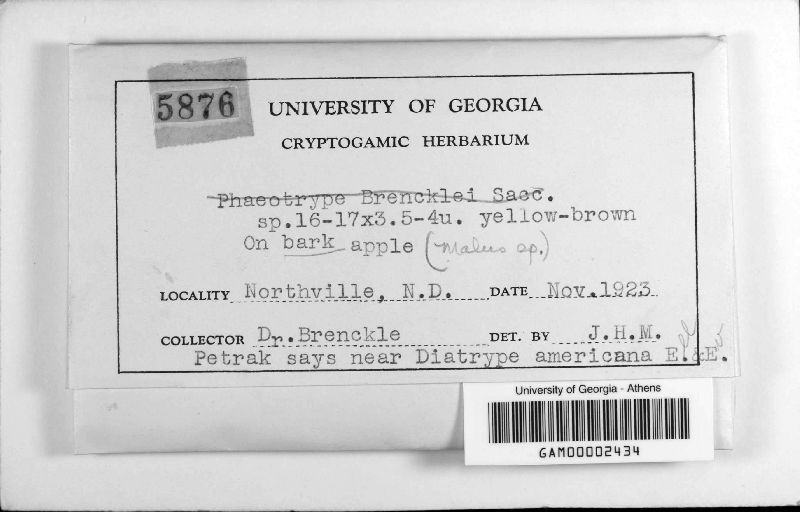 5876
UNIVERSITY OF GEORGIA
CRYPTOGAMIC HERBARIUM
Phaeotrype Brencklei Sacc.
sp.16-17x3.5-4u. yellow-brown
On bark apple (Malus sp.)
LOCALITY Northville, N.D. DATE Nov.1923
COLLECTOR Dr.Brenckle DET. BY J.H.M.
Petrak says near Diatrype americana E.&E.
University of Georgia - Athens
GAM00002434